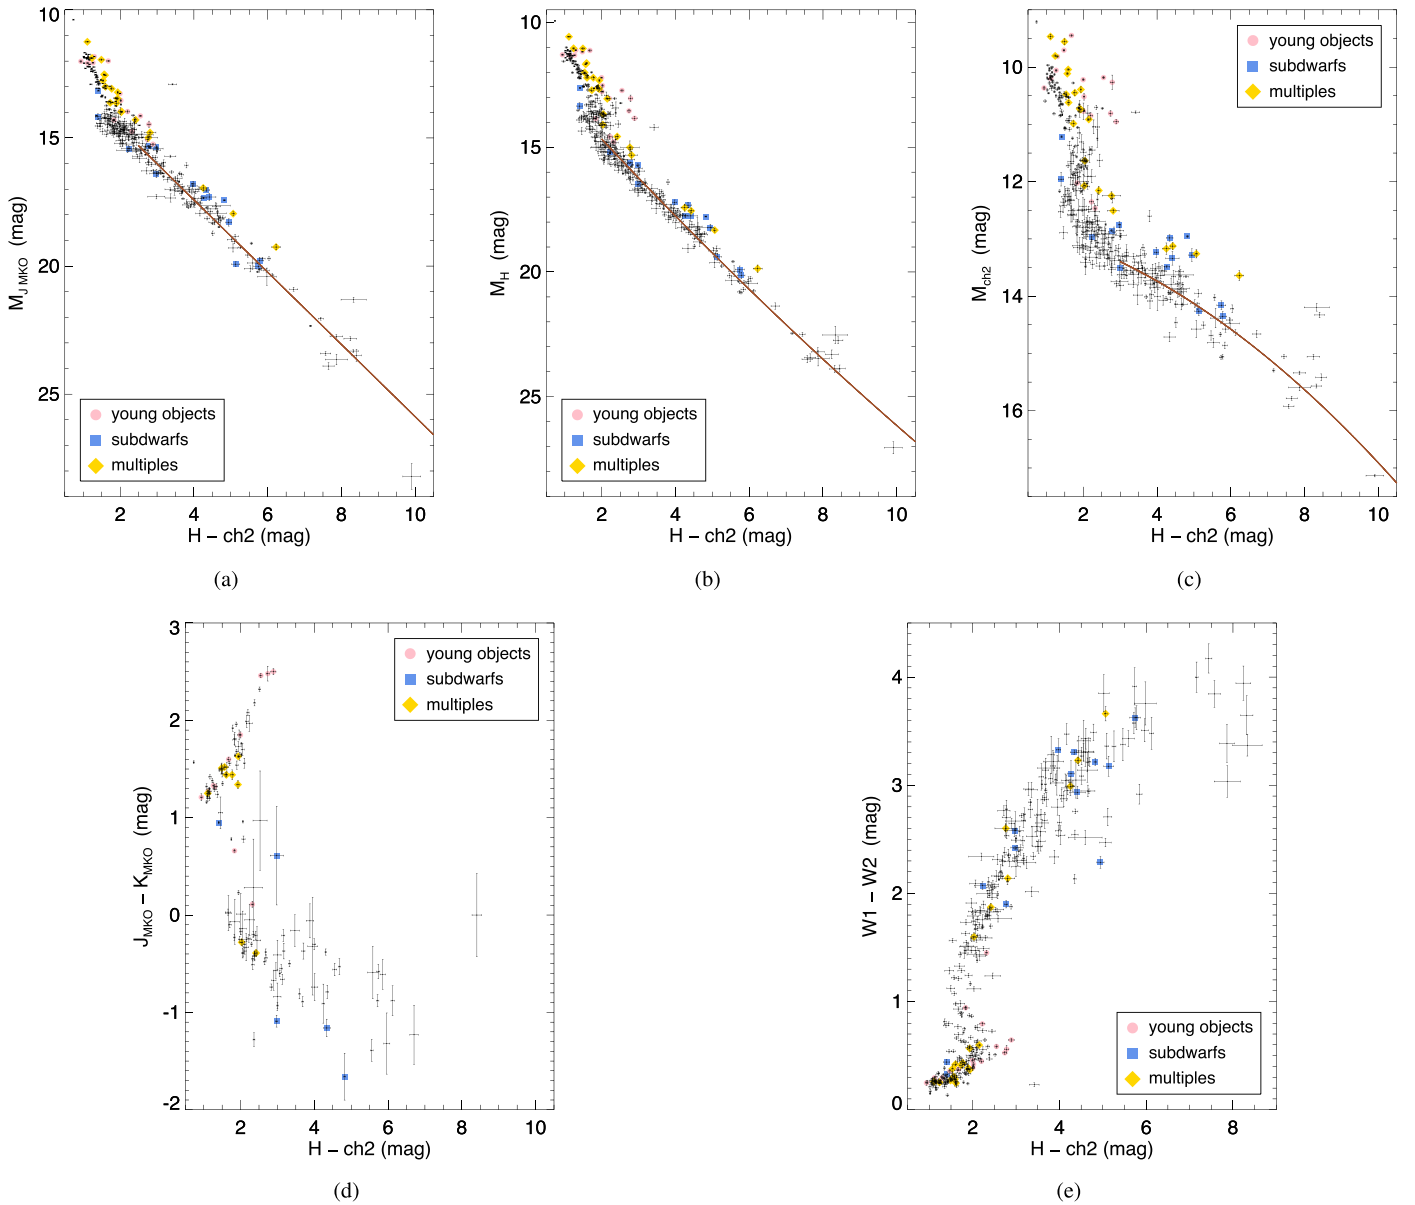 10
15
20
25
M_J MKO (mag)
2 4 6 8 10
H − ch2 (mag)
young objects
subdwarfs
multiples
(a)
10
15
20
25
M_H (mag)
2 4 6 8 10
H − ch2 (mag)
young objects
subdwarfs
multiples
(b)
10
12
14
16
M_ch2 (mag)
2 4 6 8 10
H − ch2 (mag)
young objects
subdwarfs
multiples
(c)
3
2
1
0
-1
-2
J_MKO − K_MKO (mag)
2 4 6 8 10
H − ch2 (mag)
young objects
subdwarfs
multiples
(d)
4
3
2
1
0
W1 − W2 (mag)
2 4 6 8
H − ch2 (mag)
young objects
subdwarfs
multiples
(e)